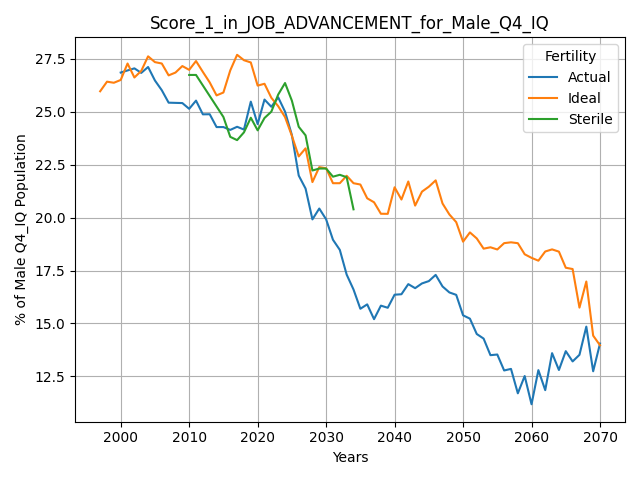 Score_1_in_JOB_ADVANCEMENT_for_Male_Q4_IQ
% of Male Q4_IQ Population
27.5
25.0
22.5
20.0
17.5
15.0
12.5
Fertility
Actual
Ideal
Sterile
2000 2010 2020 2030 2040 2050 2060 2070
Years